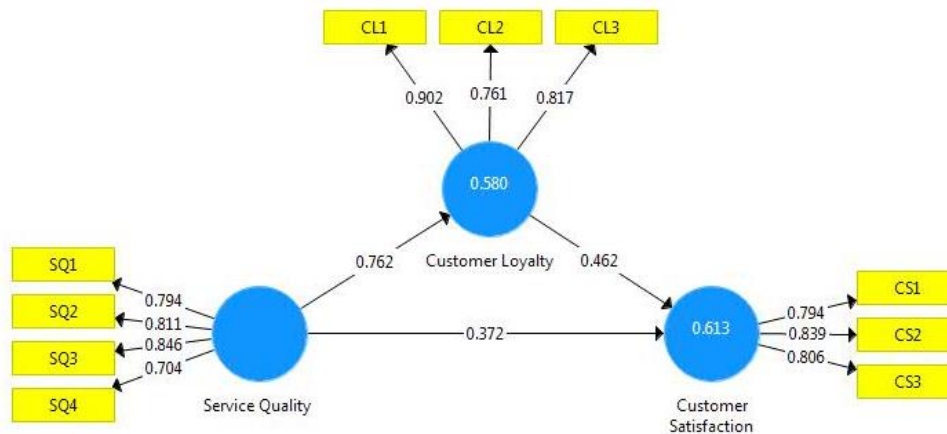 CL1 CL2 CL3
0.902 0.761 0.817
0.580
Customer Loyalty
0.762 0.462
SQ1
SQ2
SQ3
SQ4
0.794
0.811
0.846
0.704
Service Quality
0.372
0.613
Customer
Satisfaction
0.794
0.839
0.806
CS1
CS2
CS3